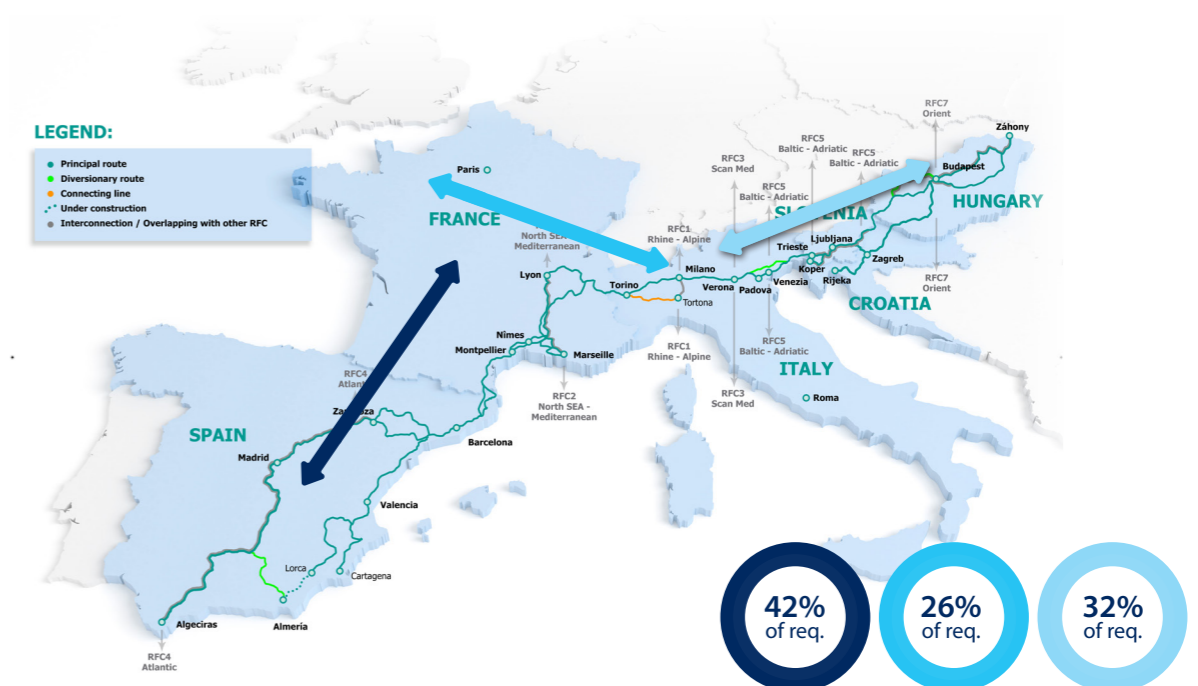 LEGEND:
Principal route
Diversionary route
Connecting line
Under construction
Interconnection / Overlapping with other RFC
RFC7
Orient
Záhony
Budapest
HUNGARY
RFC5
Baltic - Adriatic
RFC5
Baltic - Adriatic
RFC3
Scan Med
RFC5
Baltic - Adriatic
Paris
FRANCE
North SEA -
Mediterranean
RFC1
Rhine - Alpine
Ljubljana
Trieste
Koper
Zagreb
Rijeka
RFC7
Orient
CROATIA
Lyon
Torino
Milano
Tortona
Verona
Padova
Venezia
Nîmes
Montpellier
Marseille
RFC1
Rhine - Alpine
RFC5
Baltic - Adriatic
ITALY
RFC3
Scan Med
Roma
RFC2
North SEA -
Mediterranean
RFC4
SPAIN
Barcelona
Madrid
Valencia
Lorca
Cartagena
Algeciras
Almería
RFC4
Atlantic
42%
of req.
26%
of req.
32%
of req.